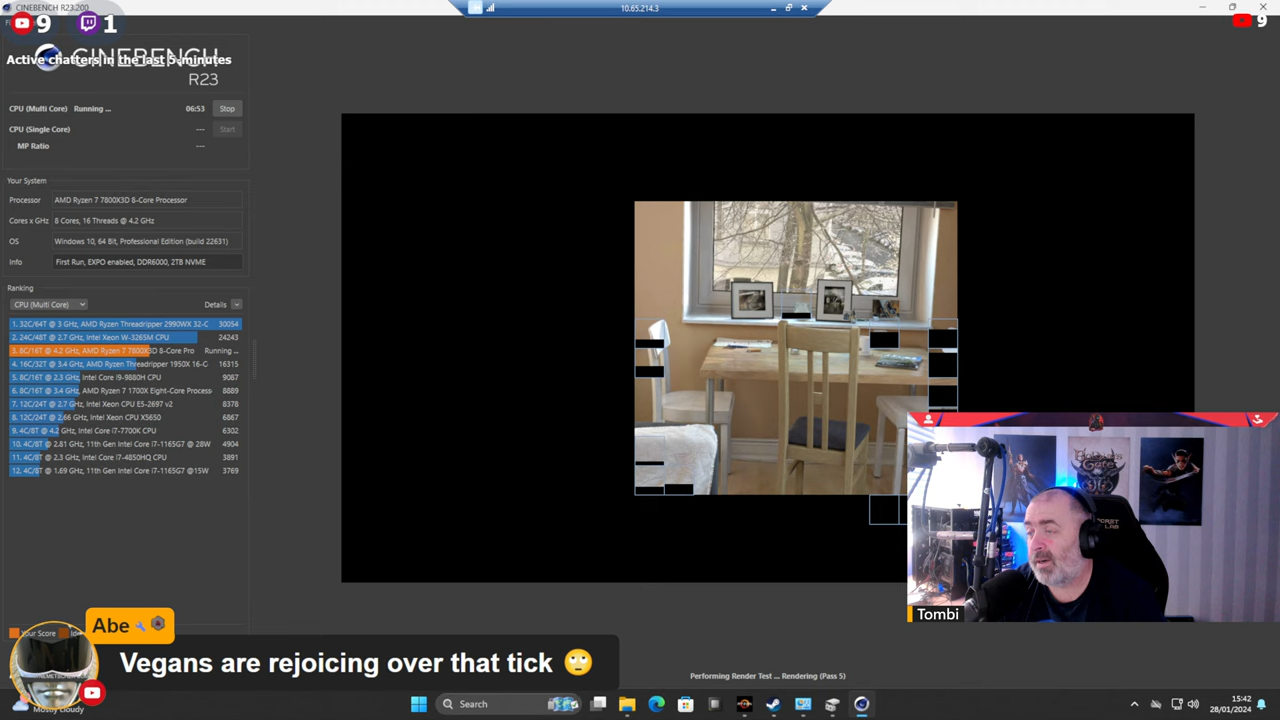 CINEBENCH R23.200
10.65.214.3
9
1
9
Active chatters in the last 5 minutes
CINEBENCH
R23
CPU (Multi Core) Running ... 06:53 Stop
CPU (Single Core) --- Start
MP Ratio ---
Your System
Processor AMD Ryzen 7 7800X3D 8-Core Processor
Cores x GHz 8 Cores, 16 Threads @ 4.2 GHz
OS Windows 10, 64 Bit, Professional Edition (build 22631)
Info First Run, EXPO enabled, DDR6000, 2TB NVME
Ranking
CPU (Multi Core) Details
1. 32C/64T @ 3 GHz, AMD Ryzen Threadripper 2990WX 32-C 30054
2. 24C/48T @ 2.7 GHz, Intel Xeon W-3265M CPU 24243
3. 8C/16T @ 4.2 GHz, AMD Ryzen 7 7800X3D 8-Core Pro Running ...
4. 16C/32T @ 3.4 GHz, AMD Ryzen Threadripper 1950X 16-C 16315
5. 8C/16T @ 2.3 GHz, Intel Core i9-9880H CPU 9087
6. 8C/16T @ 3.4 GHz, AMD Ryzen 7 1700X Eight-Core Process 8889
7. 12C/24T @ 2.7 GHz, Intel Xeon CPU E5-2697 v2 8378
8. 12C/24T @ 2.66 GHz, Intel Xeon CPU X5650 6867
9. 4C/8T @ 4.2 GHz, Intel Core i7-7700K CPU 6302
10. 4C/8T @ 2.81 GHz, 11th Gen Intel Core i7-1165G7 @ 28W 4904
11. 4C/8T @ 2.3 GHz, Intel Core i7-4850HQ CPU 3891
12. 4C/8T @ 1.69 GHz, 11th Gen Intel Core i7-1165G7 @15W 3769
Tombi
Abe
Your Score
Vegans are rejoicing over that tick 🙄
Performing Render Test ... Rendering (Pass 5)
Mostly cloudy
Search
15:42
28/01/2024